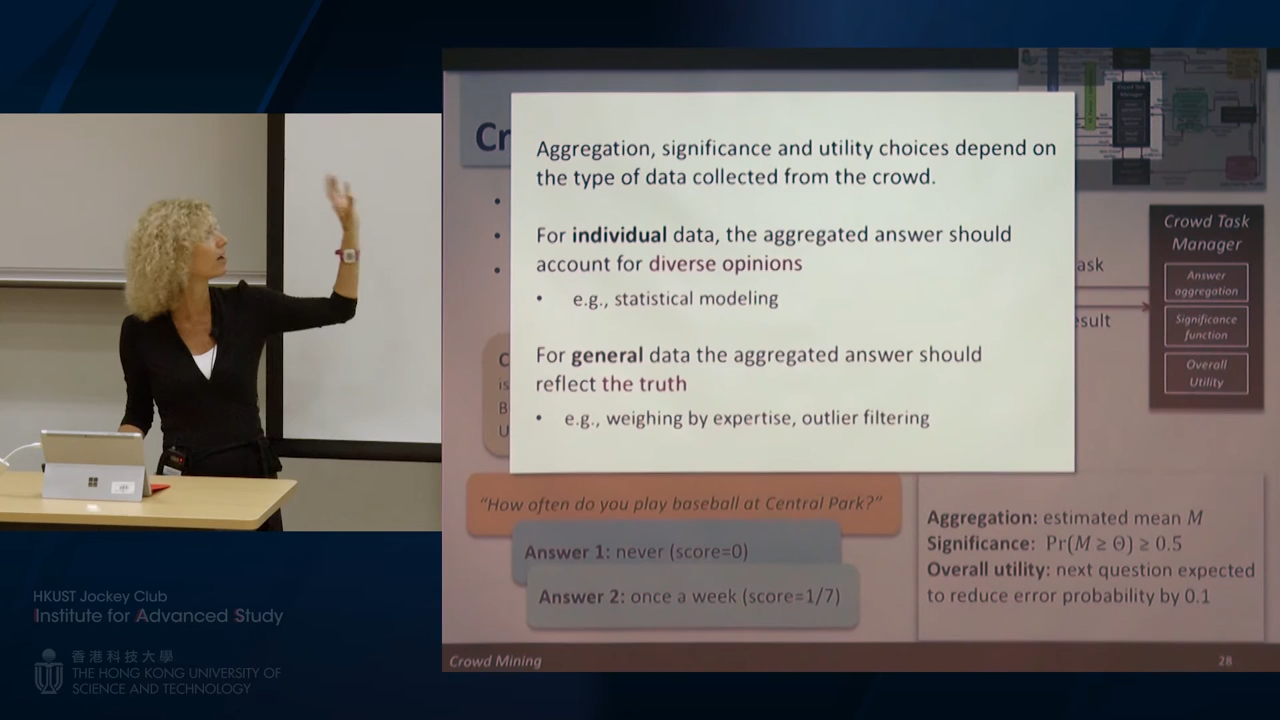 Cr
Aggregation, significance and utility choices depend on
the type of data collected from the crowd.
For individual data, the aggregated answer should
account for diverse opinions
• e.g., statistical modeling
For general data the aggregated answer should
reflect the truth
• e.g., weighing by expertise, outlier filtering
ask
esult
Crowd Task
Manager
Answer
aggregation
Significance
function
Overall
Utility
C
is
B
U
"How often do you play baseball at Central Park?"
Answer 1: never (score=0)
Answer 2: once a week (score=1/7)
Aggregation: estimated mean M
Significance: Pr(M ≥ Θ) ≥ 0.5
Overall utility: next question expected
to reduce error probability by 0.1
Crowd Mining
28
HKUST Jockey Club
Institute for Advanced Study
香港科技大學
THE HONG KONG UNIVERSITY OF
SCIENCE AND TECHNOLOGY